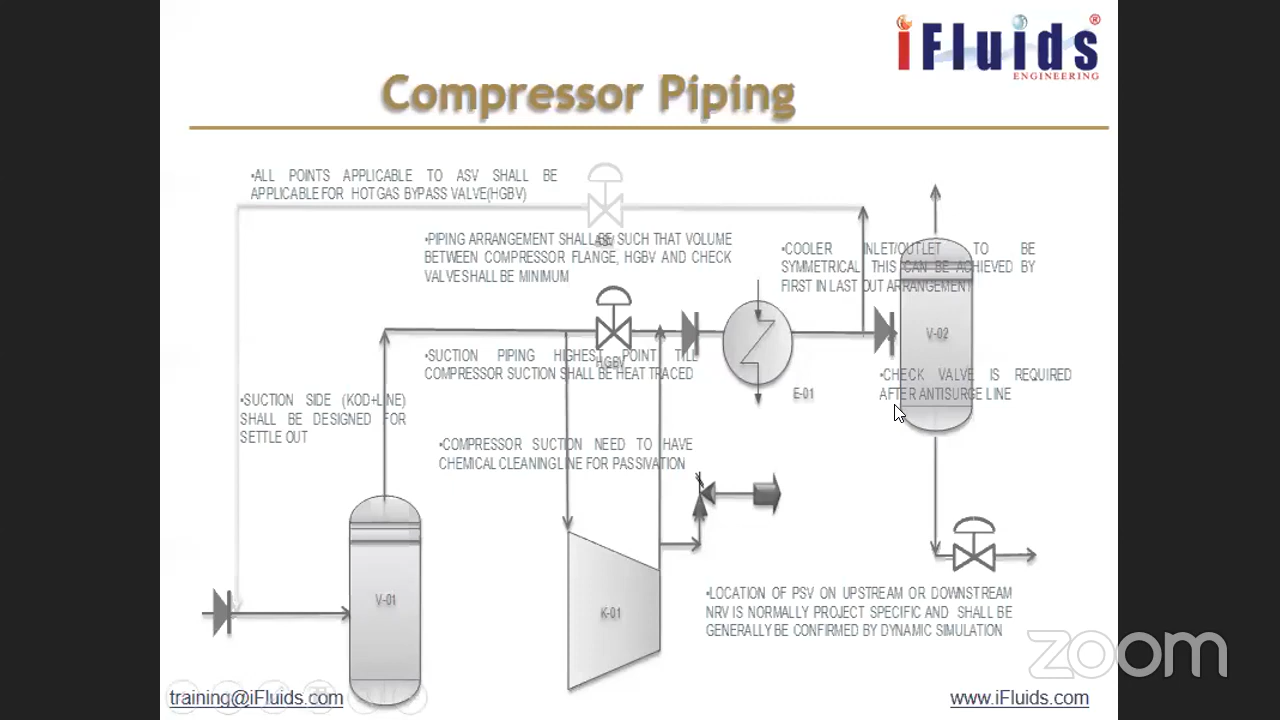 iFluids®
ENGINEERING
Compressor Piping
•ALL POINTS APPLICABLE TO ASV SHALL BE
APPLICABLE FOR HOT GAS BYPASS VALVE(HGBV)
ASV
•PIPING ARRANGEMENT SHALL BE SUCH THAT VOLUME
BETWEEN COMPRESSOR FLANGE, HGBV AND CHECK
VALVE SHALL BE MINIMUM
•COOLER INLET/OUTLET TO BE
SYMMETRICAL THIS CAN BE ACHIEVED BY
FIRST IN LAST OUT ARRANGEMENT
V-02
•SUCTION PIPING HIGHEST POINT TILL
COMPRESSOR SUCTION SHALL BE HEAT TRACED
HGBV
E-01
•CHECK VALVE IS REQUIRED
AFTER ANTISURGE LINE
•SUCTION SIDE (KOD+LINE)
SHALL BE DESIGNED FOR
SETTLE OUT
•COMPRESSOR SUCTION NEED TO HAVE
CHEMICAL CLEANING LINE FOR PASSIVATION
V-01
K-01
•LOCATION OF PSV ON UPSTREAM OR DOWNSTREAM
NRV IS NORMALLY PROJECT SPECIFIC AND SHALL BE
GENERALLY BE CONFIRMED BY DYNAMIC SIMULATION
zoom
training@iFluids.com
www.iFluids.com